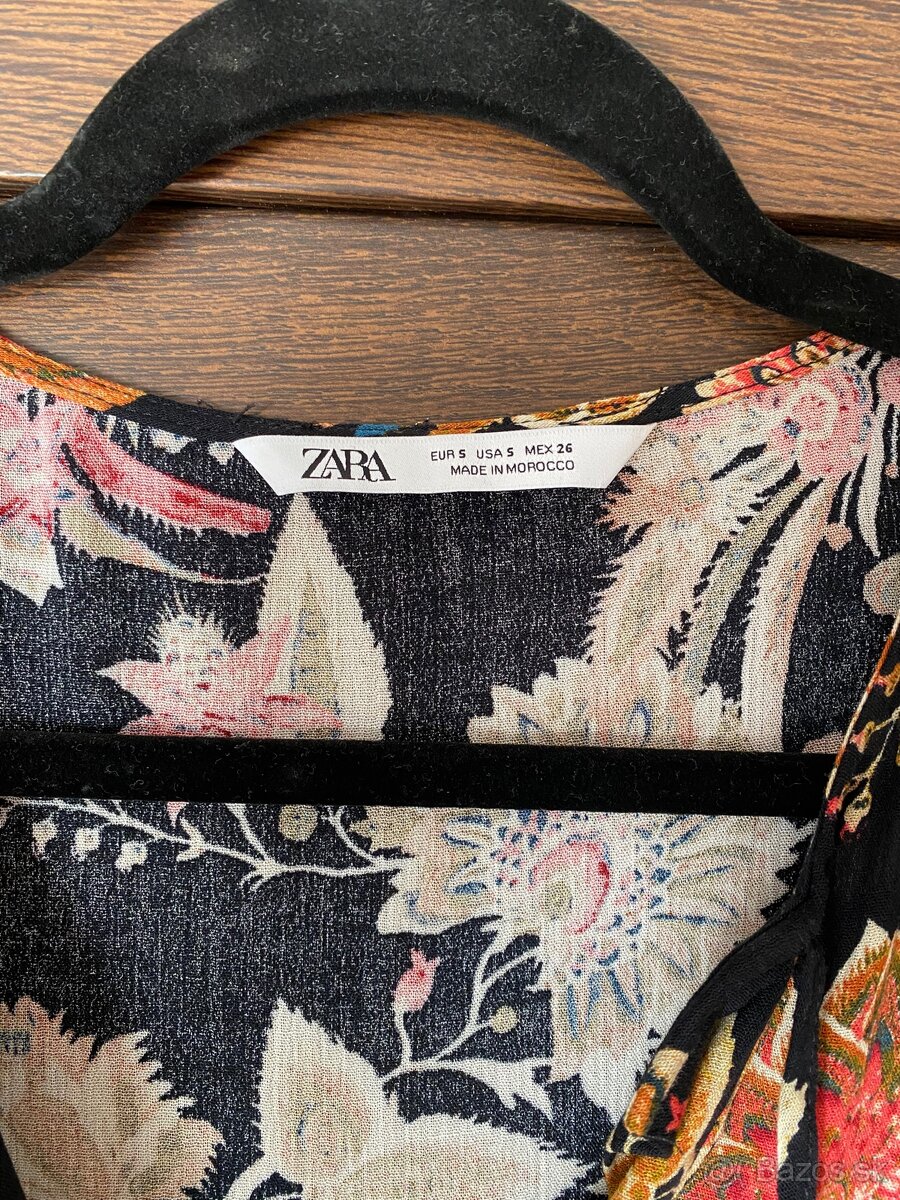 ZARA
EUR S USA S MEX 26
MADE IN MOROCCO
Bazos.sk